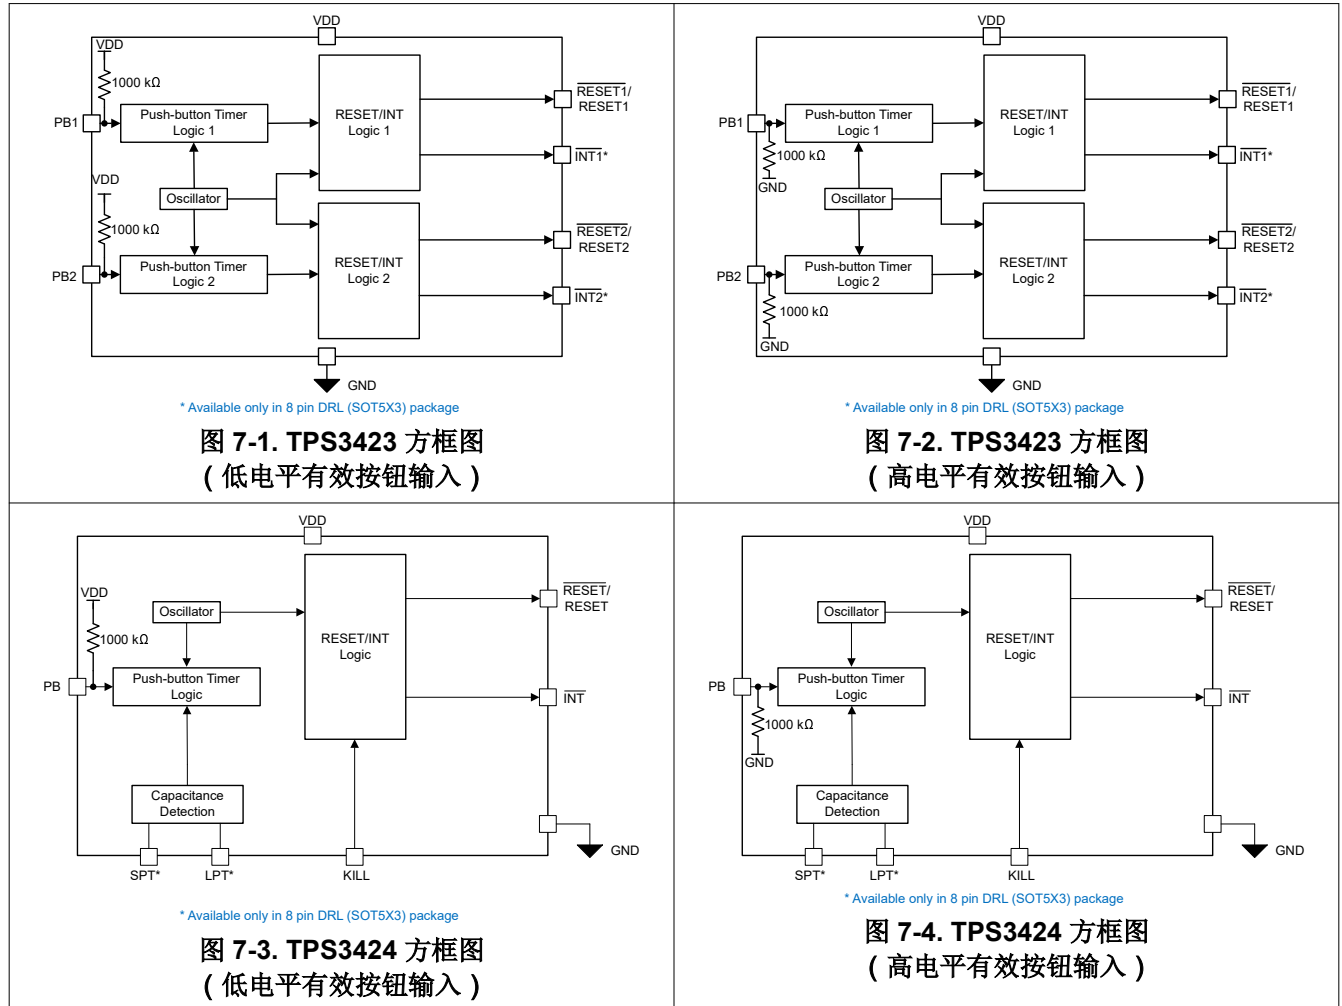 VDD
VDD
1000 kΩ
PB1
Push-button Timer
Logic 1
RESET/INT
Logic 1
RESET1/
RESET1
INT1*
VDD
Oscillator
1000 kΩ
PB2
Push-button Timer
Logic 2
RESET/INT
Logic 2
RESET2/
RESET2
INT2*
GND
* Available only in 8 pin DRL (SOT5X3) package
图 7-1. TPS3423 方框图
(低电平有效按钮输入)
VDD
PB1
Push-button Timer
Logic 1
RESET/INT
Logic 1
RESET1/
RESET1
1000 kΩ
INT1*
GND
Oscillator
PB2
Push-button Timer
Logic 2
RESET/INT
Logic 2
RESET2/
RESET2
1000 kΩ
INT2*
GND
GND
* Available only in 8 pin DRL (SOT5X3) package
图 7-2. TPS3423 方框图
(高电平有效按钮输入)
VDD
VDD
1000 kΩ
Oscillator
RESET/INT
Logic
RESET/
RESET
PB
Push-button Timer
Logic
INT
Capacitance
Detection
GND
SPT*
LPT*
KILL
* Available only in 8 pin DRL (SOT5X3) package
图 7-3. TPS3424 方框图
(低电平有效按钮输入)
VDD
Oscillator
RESET/INT
Logic
RESET/
RESET
PB
Push-button Timer
Logic
INT
1000 kΩ
GND
Capacitance
Detection
GND
SPT*
LPT*
KILL
* Available only in 8 pin DRL (SOT5X3) package
图 7-4. TPS3424 方框图
(高电平有效按钮输入)